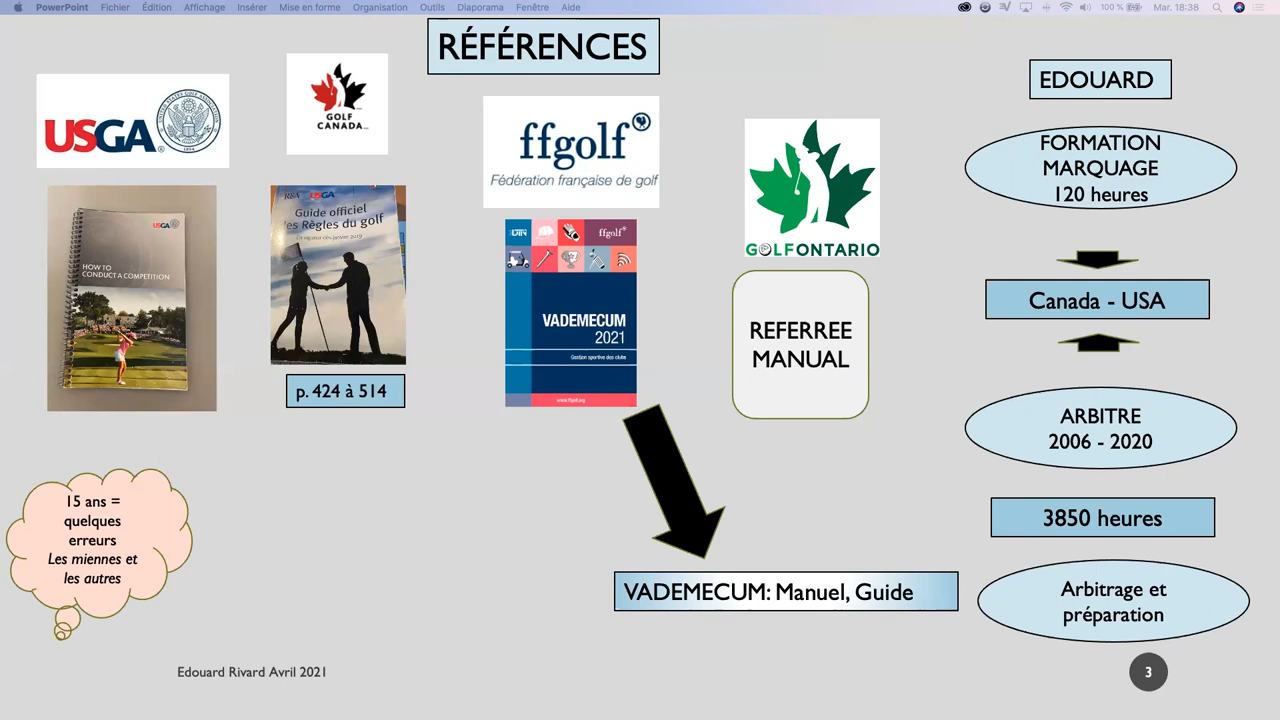 PowerPoint Fichier Édition Affichage Insérer Mise en forme Organisation Outils Diaporama Fenêtre Aide 100 % Mar. 18:38
RÉFÉRENCES
USGA
GOLF
CANADA
ffgolf
Fédération française de golf
GOLFONTARIO
USGA
HOW TO
CONDUCT A COMPETITION
R&A USGA
Guide officiel
les Règles du golf
p. 424 à 514
ffgolf
VADEMECUM
2021
Gestion sportive des clubs
www.ffgolf.org
REFERREE
MANUAL
VADEMECUM: Manuel, Guide
15 ans =
quelques
erreurs
Les miennes et
les autres
EDOUARD
FORMATION
MARQUAGE
120 heures
Canada - USA
ARBITRE
2006 - 2020
3850 heures
Arbitrage et
préparation
Edouard Rivard Avril 2021
3